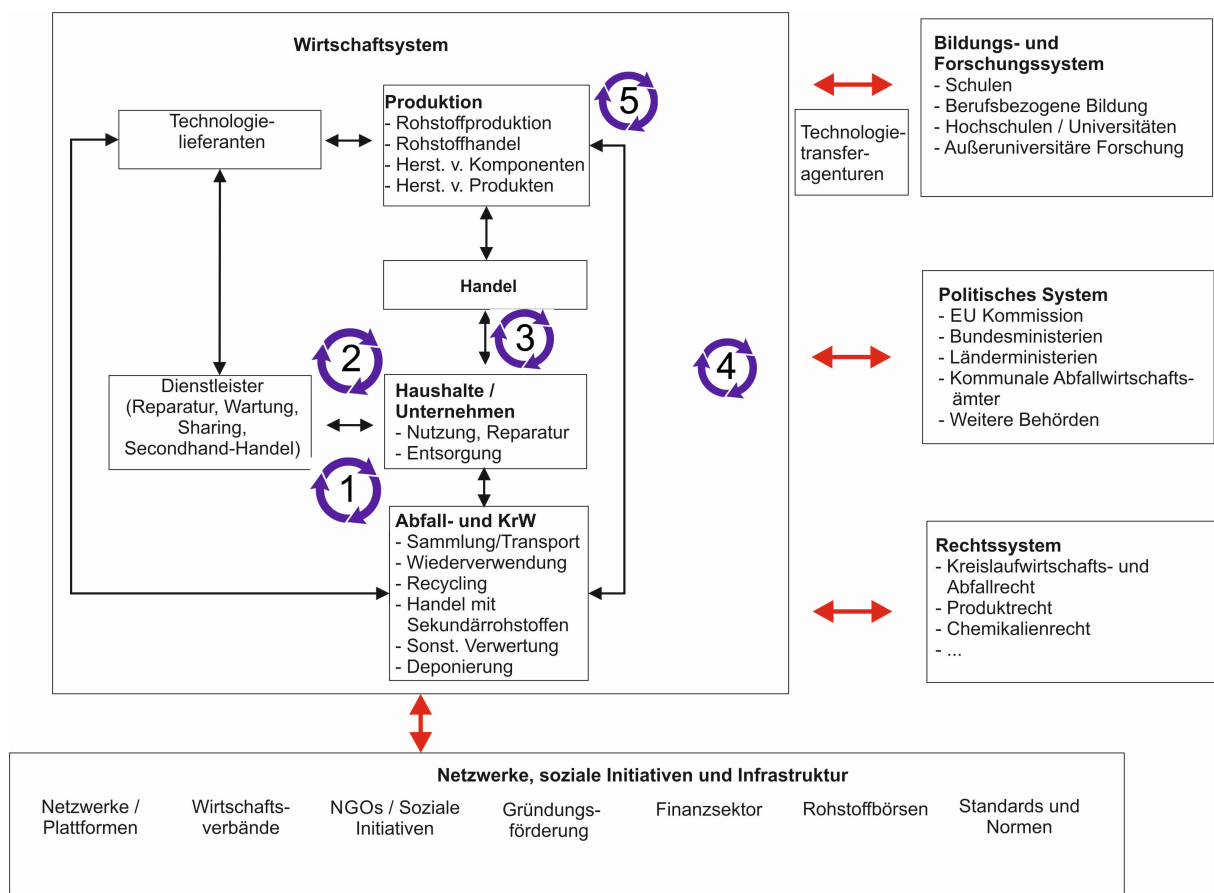 Wirtschaftsystem
Technologie-
lieferanten
Produktion
- Rohstoffproduktion
- Rohstoffhandel
- Herst. v. Komponenten
- Herst. v. Produkten
5
Handel
3
2
4
Dienstleister
(Reparatur, Wartung,
Sharing,
Secondhand-Handel)
Haushalte /
Unternehmen
- Nutzung, Reparatur
- Entsorgung
1
Abfall- und KrW
- Sammlung/Transport
- Wiederverwendung
- Recycling
- Handel mit
Sekundärrohstoffen
- Sonst. Verwertung
- Deponierung
Technologie-
transfer-
agenturen
Bildungs- und
Forschungssystem
- Schulen
- Berufsbezogene Bildung
- Hochschulen / Universitäten
- Außeruniversitäre Forschung
Politisches System
- EU Kommission
- Bundesministerien
- Länderministerien
- Kommunale Abfallwirtschafts-
ämter
- Weitere Behörden
Rechtssystem
- Kreislaufwirtschafts- und
Abfallrecht
- Produktrecht
- Chemikalienrecht
- ...
Netzwerke, soziale Initiativen und Infrastruktur
Netzwerke /
Plattformen
Wirtschafts-
verbände
NGOs / Soziale
Initiativen
Gründungs-
förderung
Finanzsektor
Rohstoffbörsen
Standards und
Normen